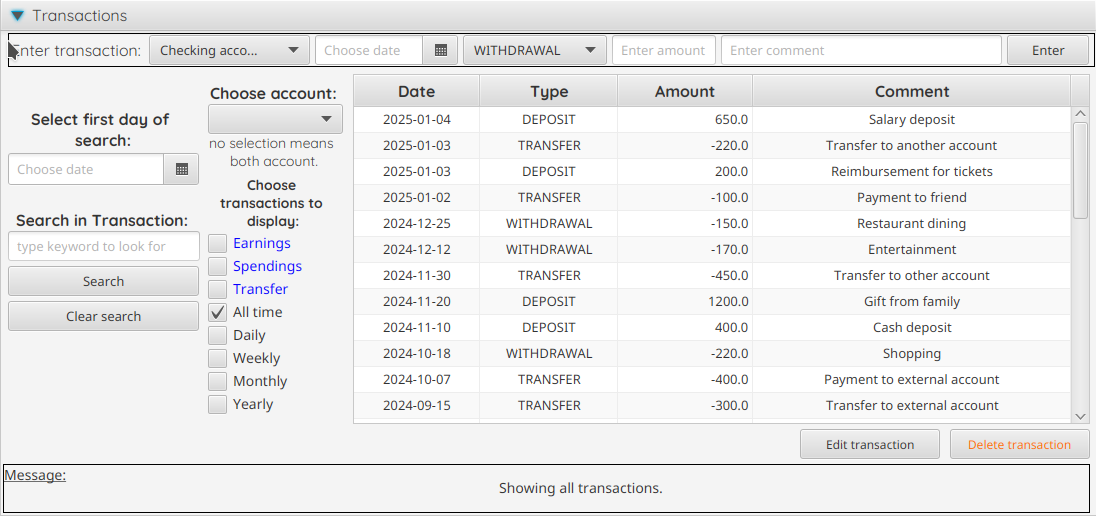 Transactions
Enter transaction: Checking acco... Choose date WITHDRAWAL Enter amount Enter comment Enter
Select first day of
search:
Choose date
Search in Transaction:
type keyword to look for
Search
Clear search
Choose account:
no selection means
both account.
Choose
transactions to
display:
Earnings
Spendings
Transfer
All time
Daily
Weekly
Monthly
Yearly
Date Type Amount Comment
2025-01-04 DEPOSIT 650.0 Salary deposit
2025-01-03 TRANSFER -220.0 Transfer to another account
2025-01-03 DEPOSIT 200.0 Reimbursement for tickets
2025-01-02 TRANSFER -100.0 Payment to friend
2024-12-25 WITHDRAWAL -150.0 Restaurant dining
2024-12-12 WITHDRAWAL -170.0 Entertainment
2024-11-30 TRANSFER -450.0 Transfer to other account
2024-11-20 DEPOSIT 1200.0 Gift from family
2024-11-10 DEPOSIT 400.0 Cash deposit
2024-10-18 WITHDRAWAL -220.0 Shopping
2024-10-07 TRANSFER -400.0 Payment to external account
2024-09-15 TRANSFER -300.0 Transfer to external account
Edit transaction Delete transaction
Message:
Showing all transactions.